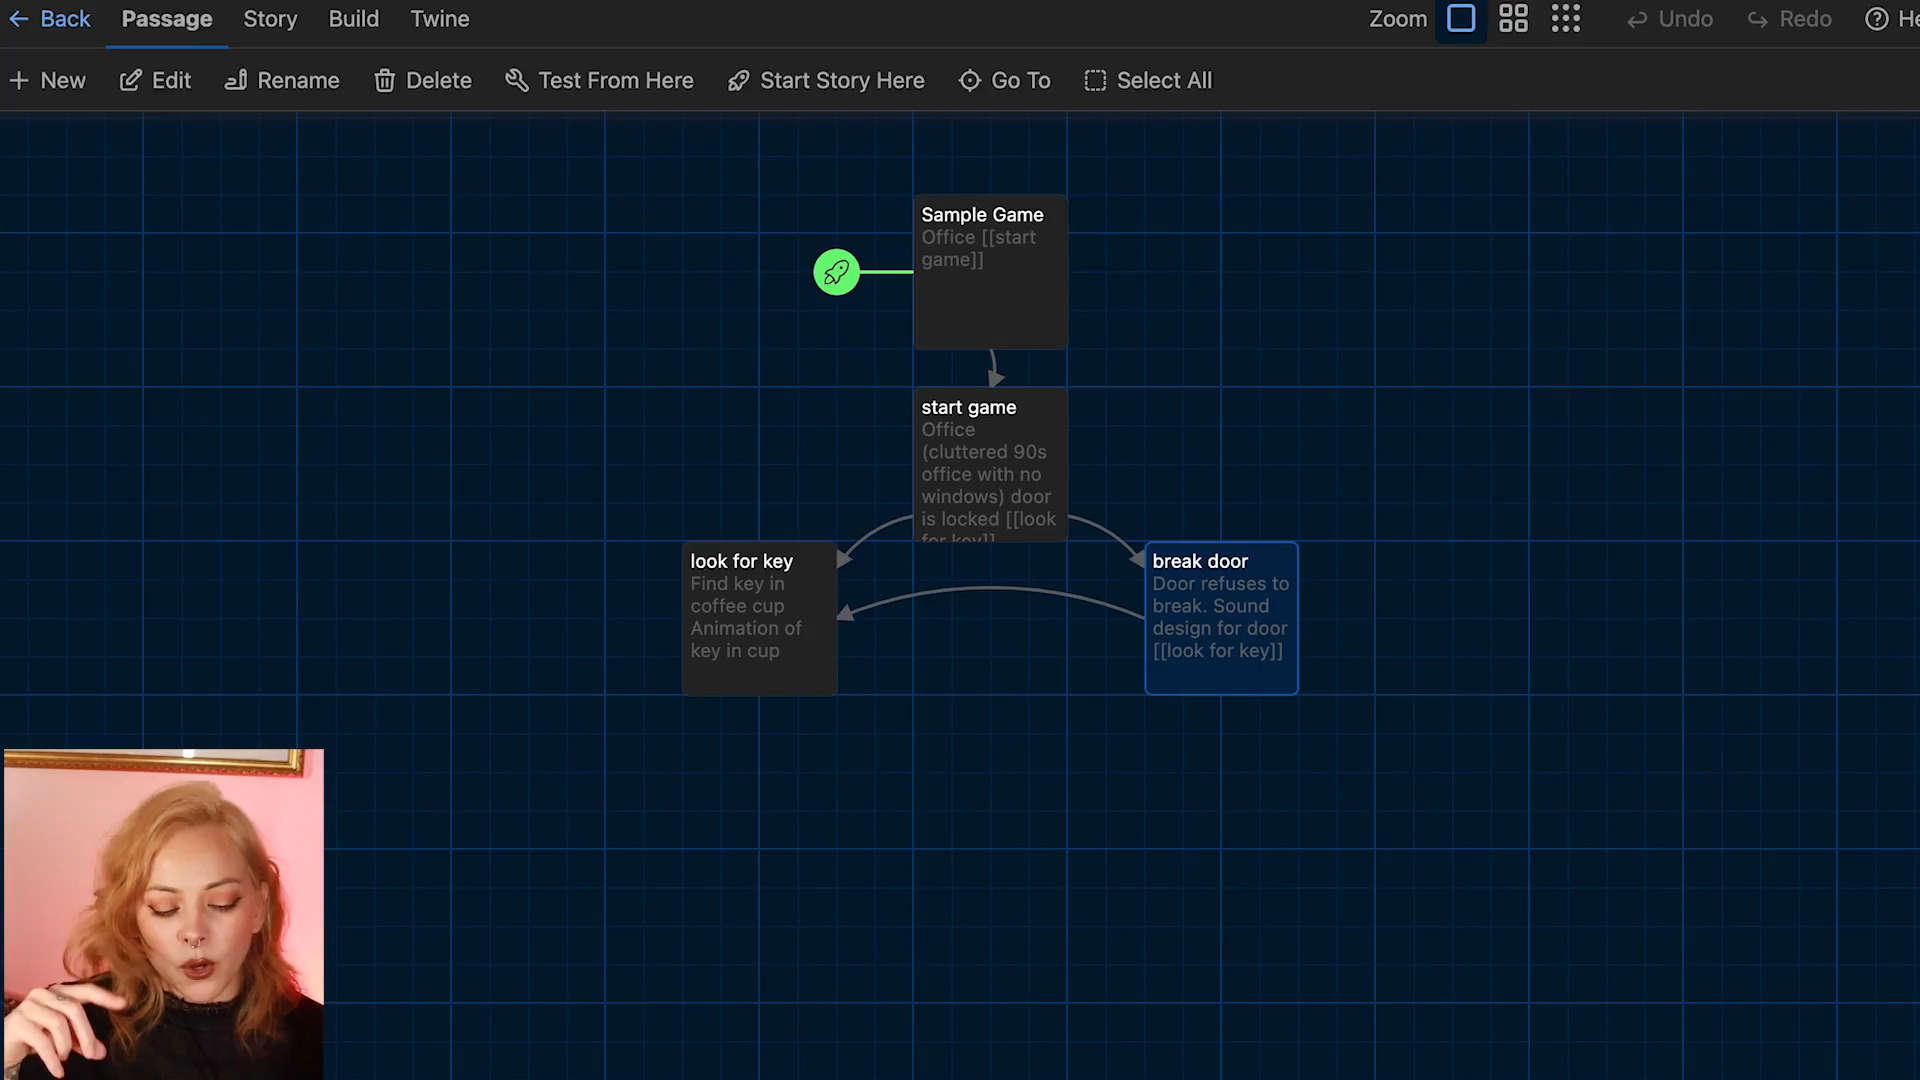 Back Passage Story Build Twine Zoom Undo Redo He
New Edit Rename Delete Test From Here Start Story Here Go To Select All
Sample Game
Office [[start
game]]
start game
Office
(cluttered 90s
office with no
windows) door
is locked [[look
for key]]
look for key
Find key in
coffee cup
Animation of
key in cup
break door
Door refuses to
break. Sound
design for door
[[look for key]]